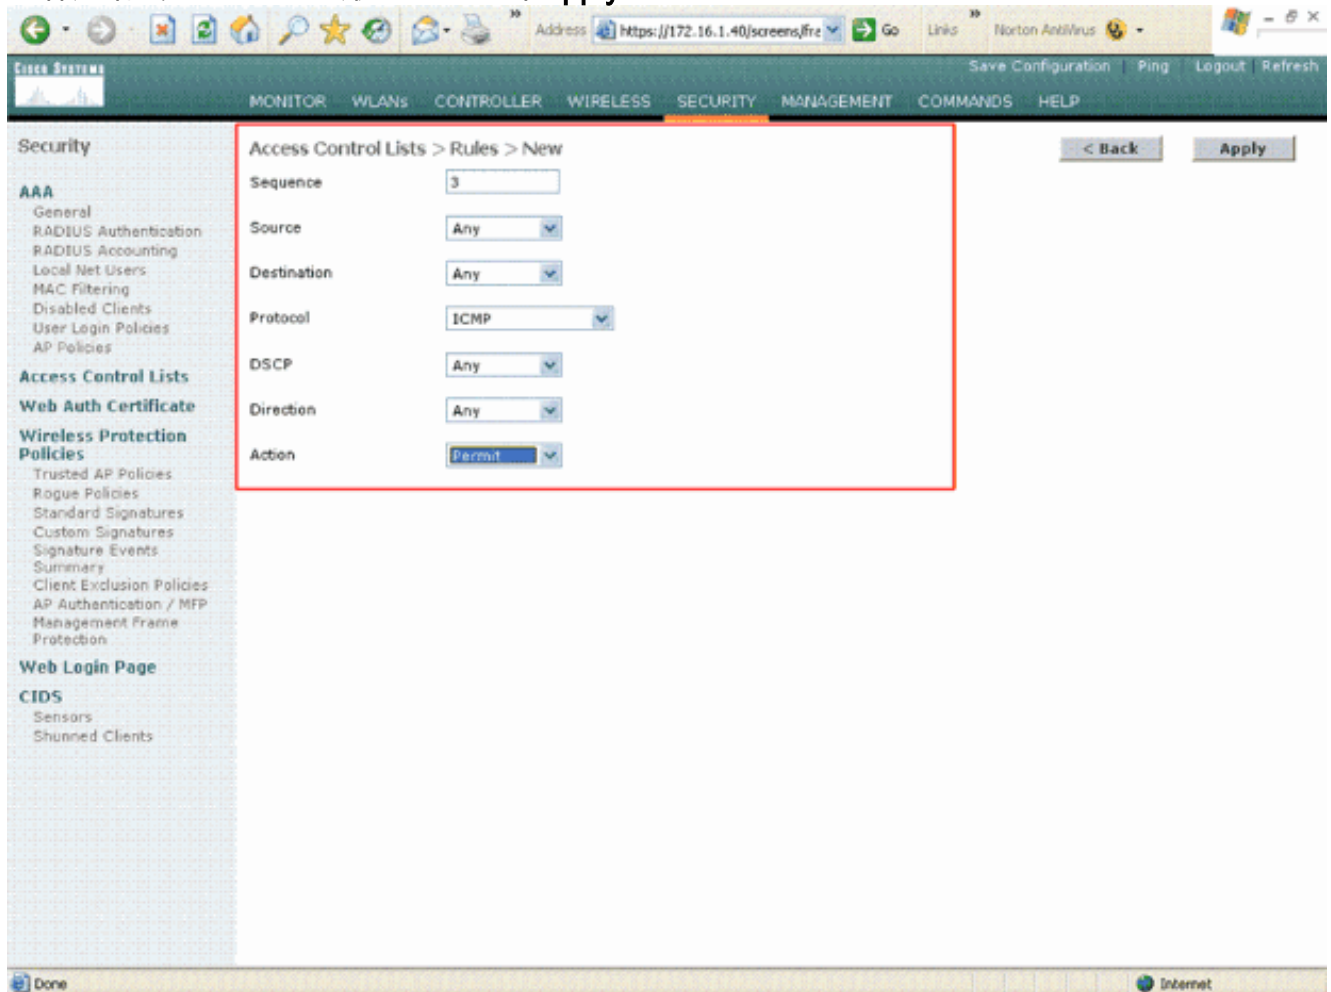 Apply
Address https://172.16.1.40/screens/fra Go Links Norton AntiVirus
CISCO SYSTEMS
Save Configuration | Ping | Logout | Refresh
MONITOR WLANs CONTROLLER WIRELESS SECURITY MANAGEMENT COMMANDS HELP
Security
AAA
General
RADIUS Authentication
RADIUS Accounting
Local Net Users
MAC Filtering
Disabled Clients
User Login Policies
AP Policies
Access Control Lists
Web Auth Certificate
Wireless Protection
Policies
Trusted AP Policies
Rogue Policies
Standard Signatures
Custom Signatures
Signature Events
Summary
Client Exclusion Policies
AP Authentication / MFP
Management Frame
Protection
Web Login Page
CIDS
Sensors
Shunned Clients
Access Control Lists > Rules > New
< Back Apply
Sequence 3
Source Any
Destination Any
Protocol ICMP
DSCP Any
Direction Any
Action Permit
Done Internet